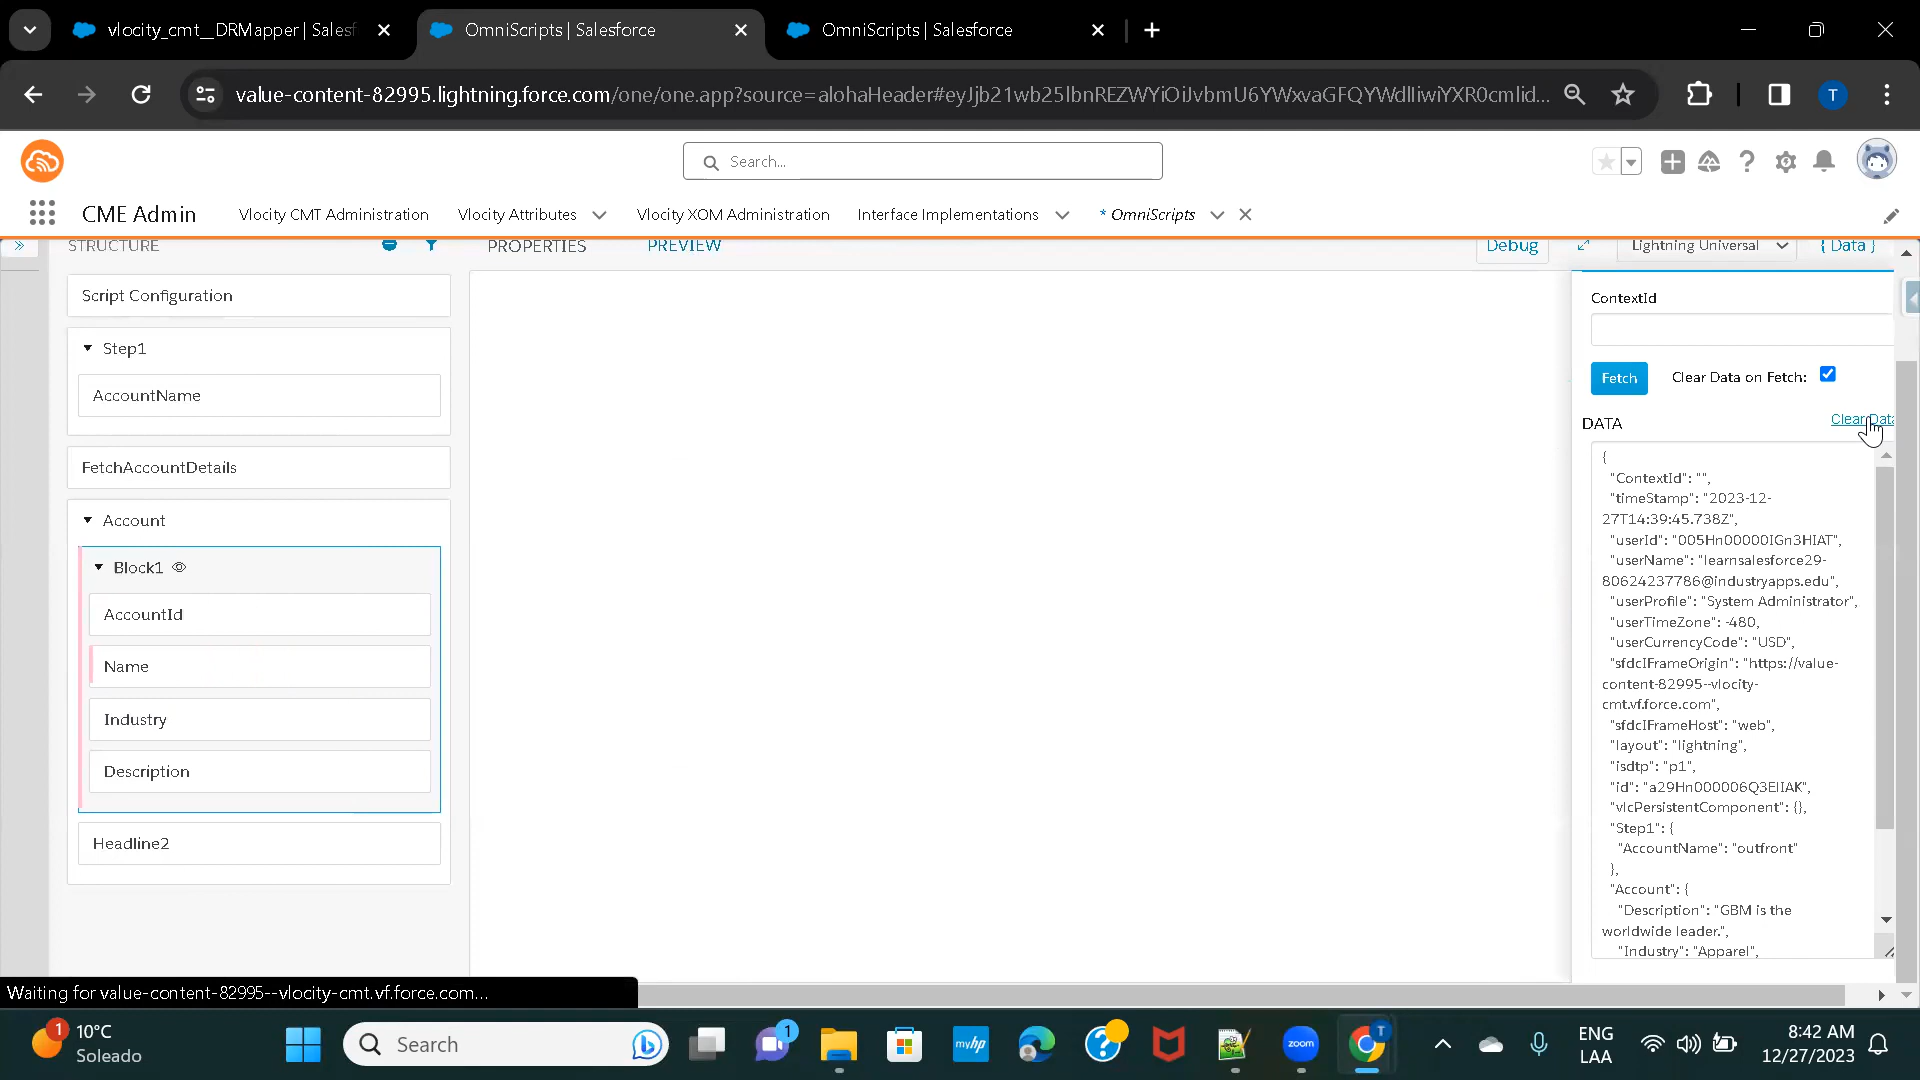 vlocity_cmt__DRMapper | Salesf
OmniScripts | Salesforce
OmniScripts | Salesforce
value-content-82995.lightning.force.com/one/one.app?source=alohaHeader#eyJjb21wb25lbnREZWYiOiJvbmU6YWxvaGFQYWdlIiwiYXR0cmlid...
T
Search...
CME Admin
Vlocity CMT Administration
Vlocity Attributes
Vlocity XOM Administration
Interface Implementations
* OmniScripts
STRUCTURE
PROPERTIES
PREVIEW
Debug
Lightning Universal
{ Data }
Script Configuration
Step1
AccountName
FetchAccountDetails
Account
Block1
AccountId
Name
Industry
Description
Headline2
ContextId
Fetch
Clear Data on Fetch:
DATA
Clear Data
{
"ContextId": "",
"timeStamp": "2023-12-
27T14:39:45.738Z",
"userId": "005Hn00000IGn3HIAT",
"userName": "learnsalesforce29-
80624237786@industryapps.edu",
"userProfile": "System Administrator",
"userTimeZone": -480,
"userCurrencyCode": "USD",
"sfdcIFrameOrigin": "https://value-
content-82995--vlocity-
cmt.vf.force.com",
"sfdcIFrameHost": "web",
"layout": "lightning",
"isdtp": "p1",
"id": "a29Hn000006Q3EIIAK",
"vlcPersistentComponent": {},
"Step1": {
"AccountName": "outfront"
},
"Account": {
"Description": "GBM is the
worldwide leader.",
"Industry": "Apparel",
Waiting for value-content-82995--vlocity-cmt.vf.force.com...
1
10°C
Soleado
Search
1
myhp
zoom
T
ENG
LAA
8:42 AM
12/27/2023